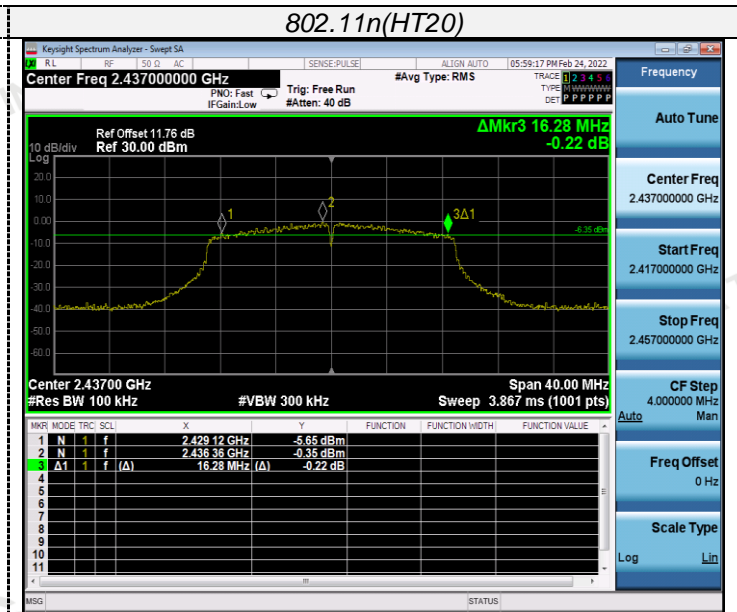 802.11n(HT20)
Keysight Spectrum Analyzer - Swept SA
RL RF 50 Ω AC SENSE:PULSE ALIGN AUTO 05:59:17 PM Feb 24, 2022
Center Freq 2.437000000 GHz
PNO: Fast
IFGain:Low
Trig: Free Run
#Atten: 40 dB
#Avg Type: RMS
TRACE 1 2 3 4 5 6
TYPE MWWWWW
DET P P P P P P
Ref Offset 11.76 dB
10 dB/div Ref 30.00 dBm
Log
ΔMkr3 16.28 MHz
-0.22 dB
20.0
10.0
0.00
-10.0
-20.0
-30.0
-40.0
-50.0
-60.0
1
2
3Δ1
-6.35 dBm
Center 2.43700 GHz Span 40.00 MHz
#Res BW 100 kHz #VBW 300 kHz Sweep 3.867 ms (1001 pts)
MKR MODE TRC SCL X Y FUNCTION FUNCTION WIDTH FUNCTION VALUE
1 N 1 f 2.429 12 GHz -5.65 dBm
2 N 1 f 2.436 36 GHz -0.35 dBm
3 Δ1 1 f (Δ) 16.28 MHz (Δ) -0.22 dB
4
5
6
7
8
9
10
11
MSG STATUS
Frequency
Auto Tune
Center Freq
2.437000000 GHz
Start Freq
2.417000000 GHz
Stop Freq
2.457000000 GHz
CF Step
4.000000 MHz
Auto Man
Freq Offset
0 Hz
Scale Type
Log Lin